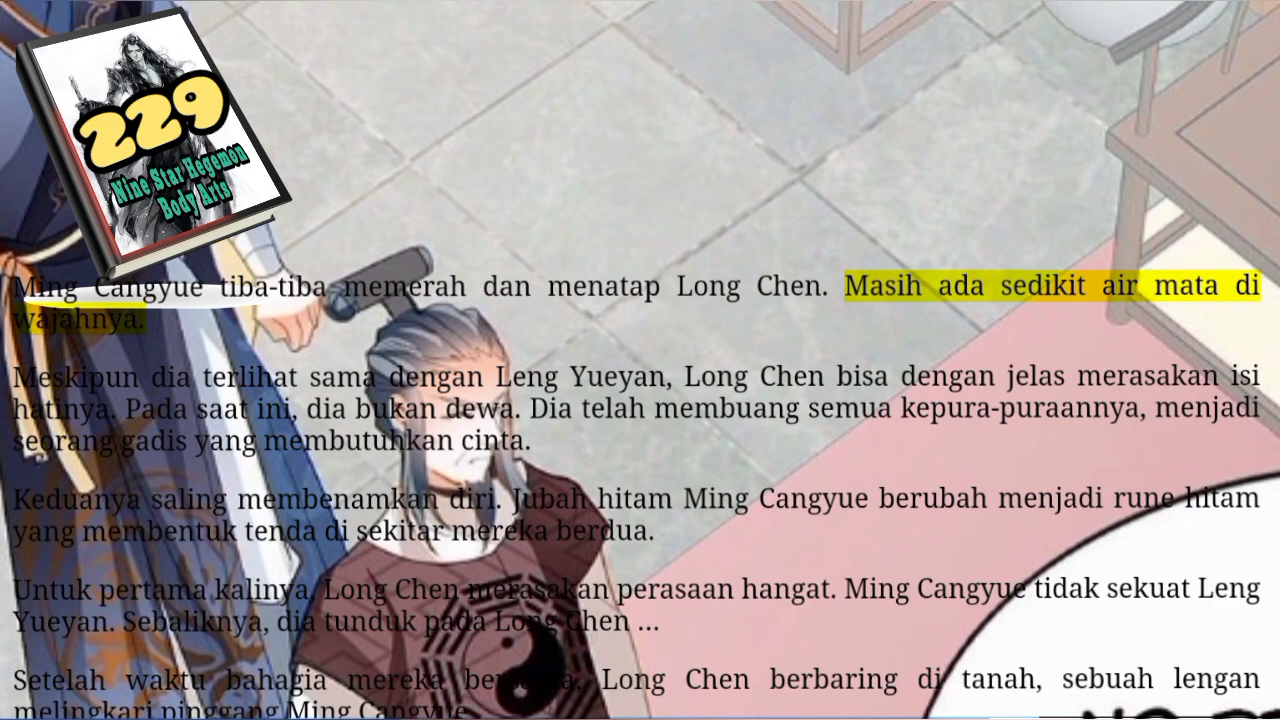 229
Nine Star Hegemon
Body Arts
Ming Cangyue tiba-tiba memerah dan menatap Long Chen. Masih ada sedikit air mata di
wajahnya.
Meskipun dia terlihat sama dengan Leng Yueyan, Long Chen bisa dengan jelas merasakan isi
hatinya. Pada saat ini, dia bukan dewa. Dia telah membuang semua kepura-puraannya, menjadi
seorang gadis yang membutuhkan cinta.
Keduanya saling membenamkan diri. Jubah hitam Ming Cangyue berubah menjadi rune hitam
yang membentuk tenda di sekitar mereka berdua.
Untuk pertama kalinya, Long Chen merasakan perasaan hangat. Ming Cangyue tidak sekuat Leng
Yueyan. Sebaliknya, dia tunduk pada Long Chen ...
Setelah waktu bahagia mereka Long Chen berbaring di tanah, sebuah lengan
melingkari pinggang Ming Cangyue